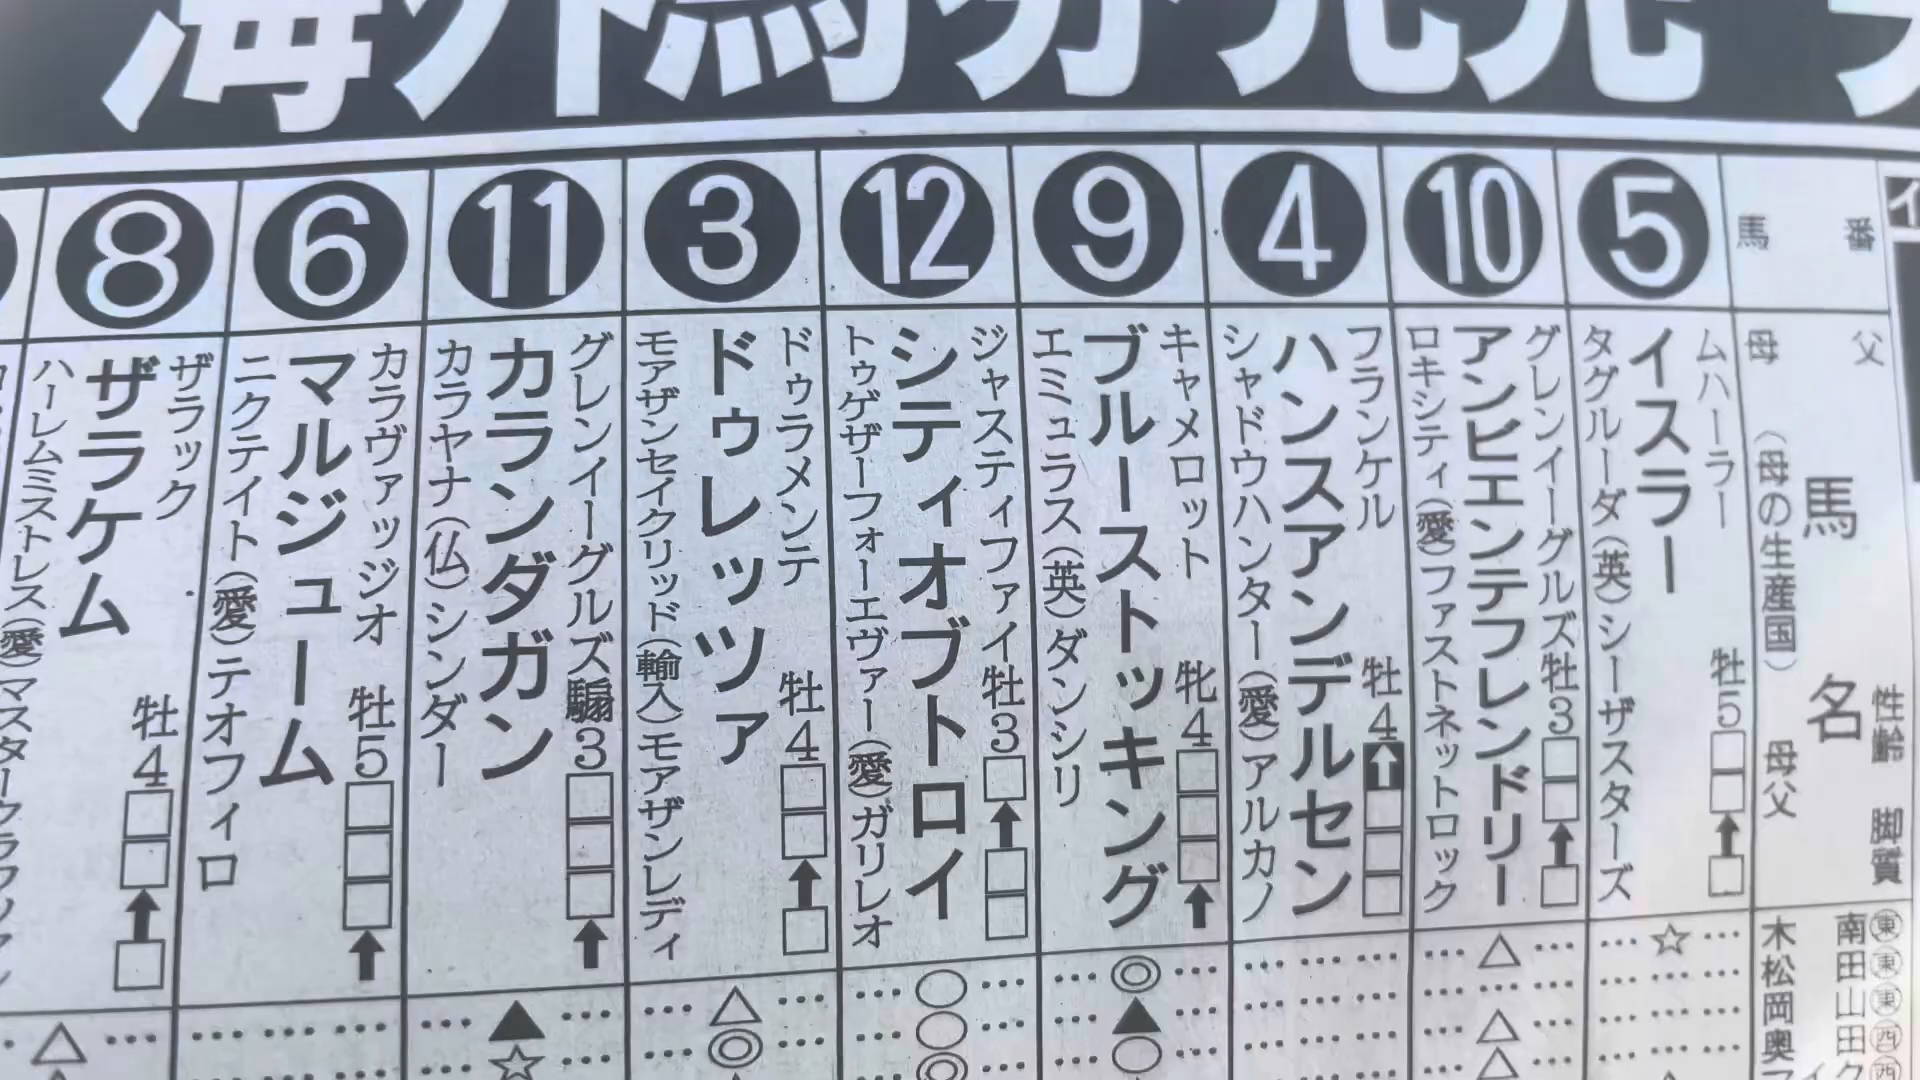 海外馬券発売
馬番
父
母
馬名
（母の生産国）
母父
性齢
脚質
5
ムハーラー 牡5
イスラー
タグルーダ（英）シーザスターズ
10
グレンイーグルズ牡3
アンビエンテフレンドリー
ロキシティ（愛）ファストネットロック
4
フランケル 牡4
ハンスアンデルセン
シャドウハンター（愛）アルカノ
9
キャメロット 牝4
ブルーストッキング
エミュラス（英）ダンシリ
12
ジャスティファイ牡3
シティオブトロイ
トゥゲザーフォーエヴァー（愛）ガリレオ
3
ドゥラメンテ 牡4
ドゥレッツァ
モアザンセイクリッド（輸入）モアザンレディ
11
グレンイーグルズ騸3
カランダガン
カラヤナ（仏）シンダー
6
カラヴァッジオ 牡5
マルジューム
ニクテイト（愛）テオフィロ
8
ザラック 牡4
ザラケム
ハーレムミストレス（愛）マスタークラフツマン
東 南田 木松
東 山
東 田 岡
西 奥
西